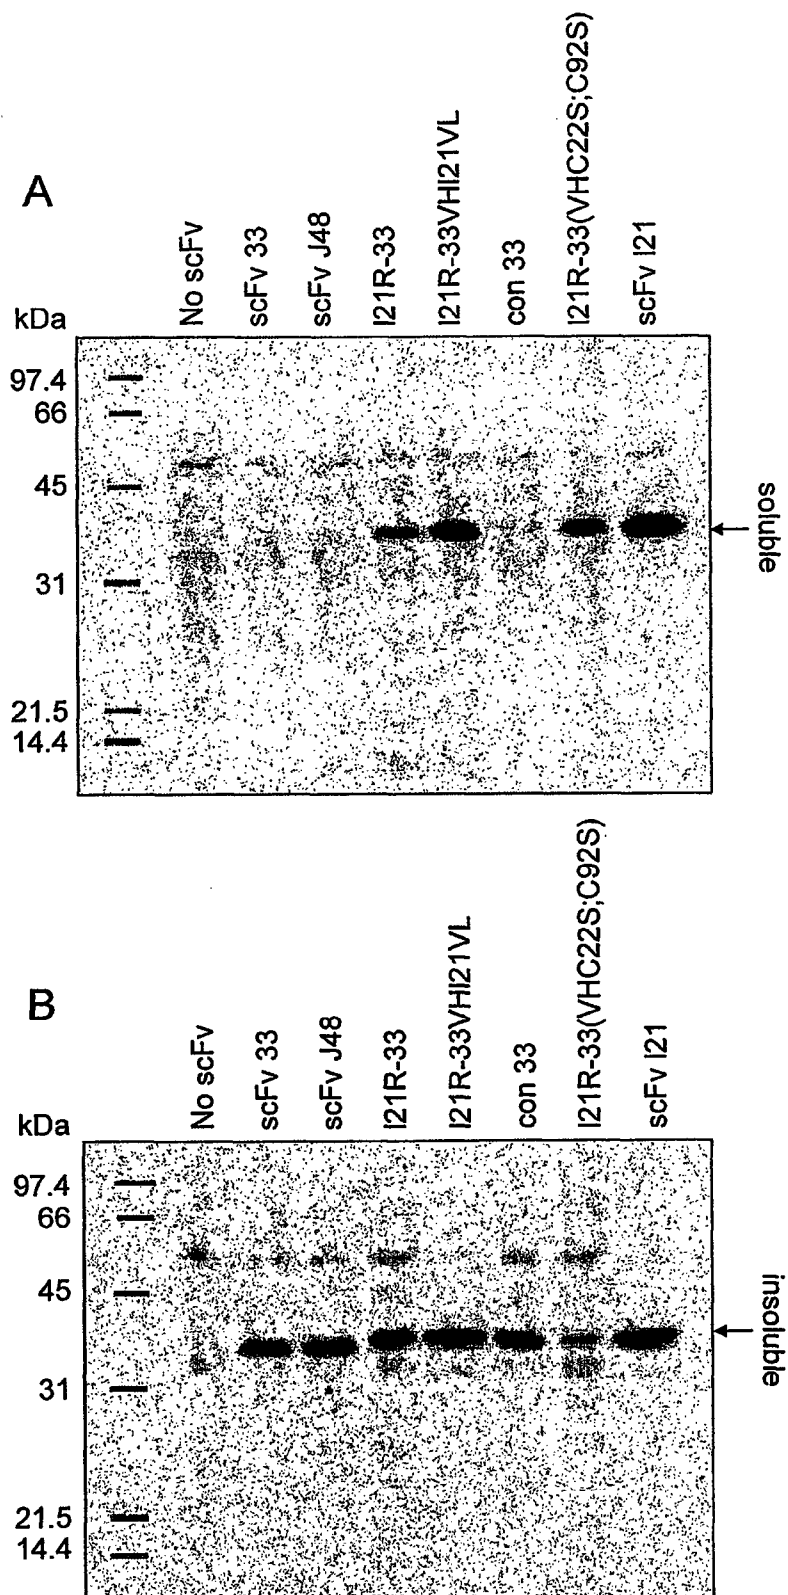 A
No scFv
scFv 33
scFv J48
I21R-33
I21R-33VHI21VL
con 33
I21R-33(VHC22S;C92S)
scFv I21
kDa
97.4
66
45
31
21.5
14.4
soluble
B
No scFv
scFv 33
scFv J48
I21R-33
I21R-33VHI21VL
con 33
I21R-33(VHC22S;C92S)
scFv I21
kDa
97.4
66
45
31
21.5
14.4
insoluble